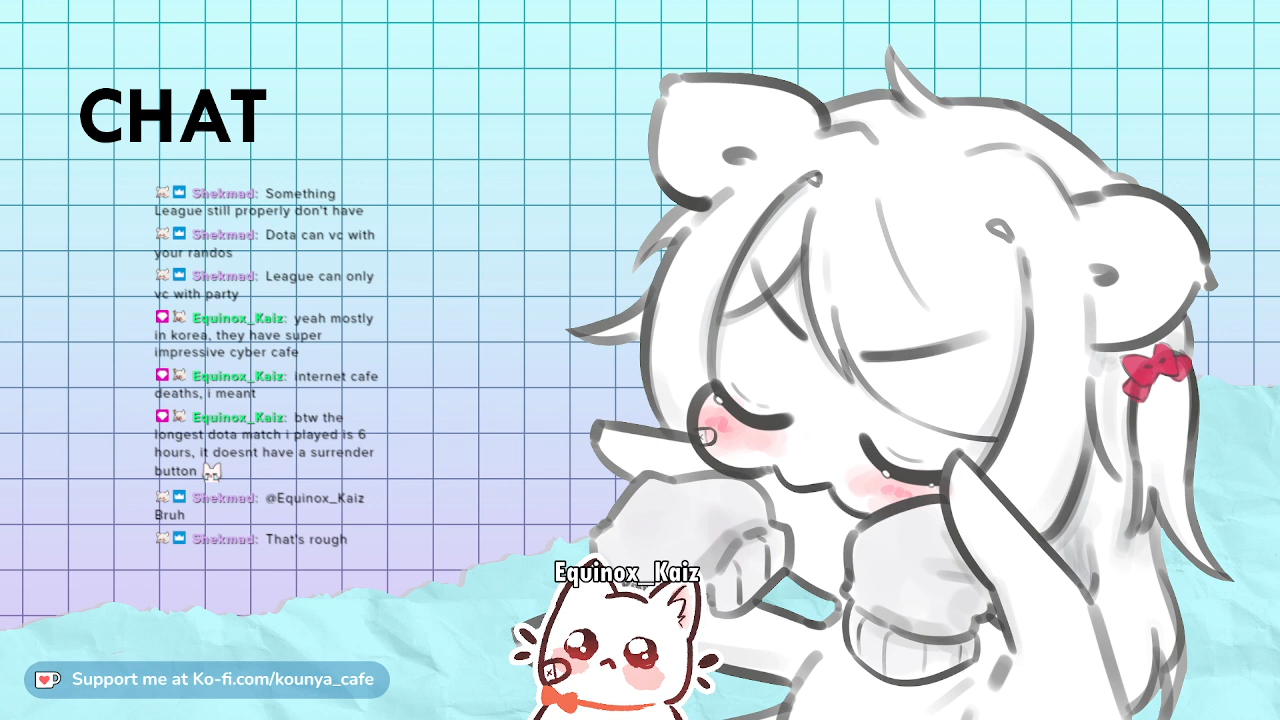 CHAT
Shekmad: Something
League still properly don't have
Shekmad: Dota can vc with
your randos
Shekmad: League can only
vc with party
Equinox_Kaiz: yeah mostly
in korea, they have super
impressive cyber cafe
Equinox_Kaiz: internet cafe
deaths, i meant
Equinox_Kaiz: btw the
longest dota match i played is 6
hours, it doesnt have a surrender
button
Shekmad: @Equinox_Kaiz
Bruh
Shekmad: That's rough
Equinox_Kaiz
Support me at Ko-fi.com/kounya_cafe